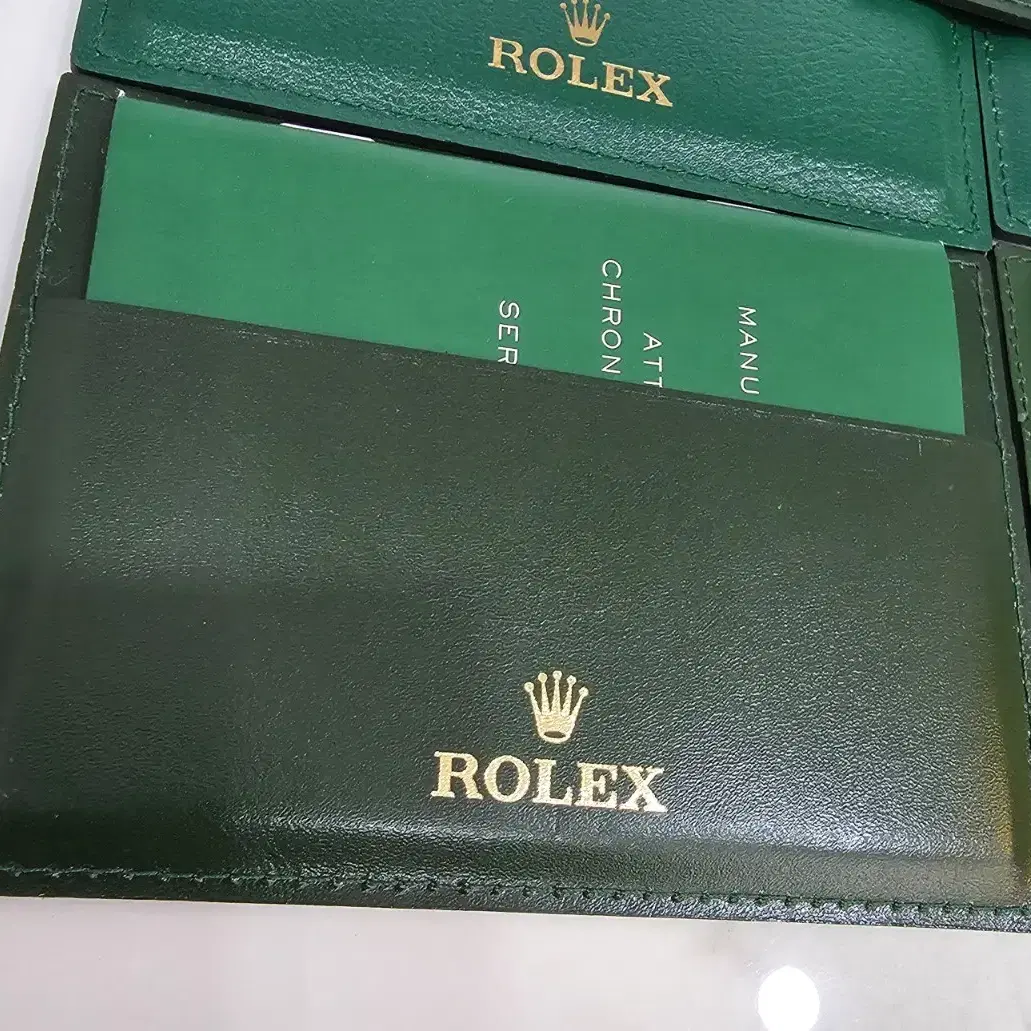 ROLEX
MANU
ATT
CHRON
SER
ROLEX